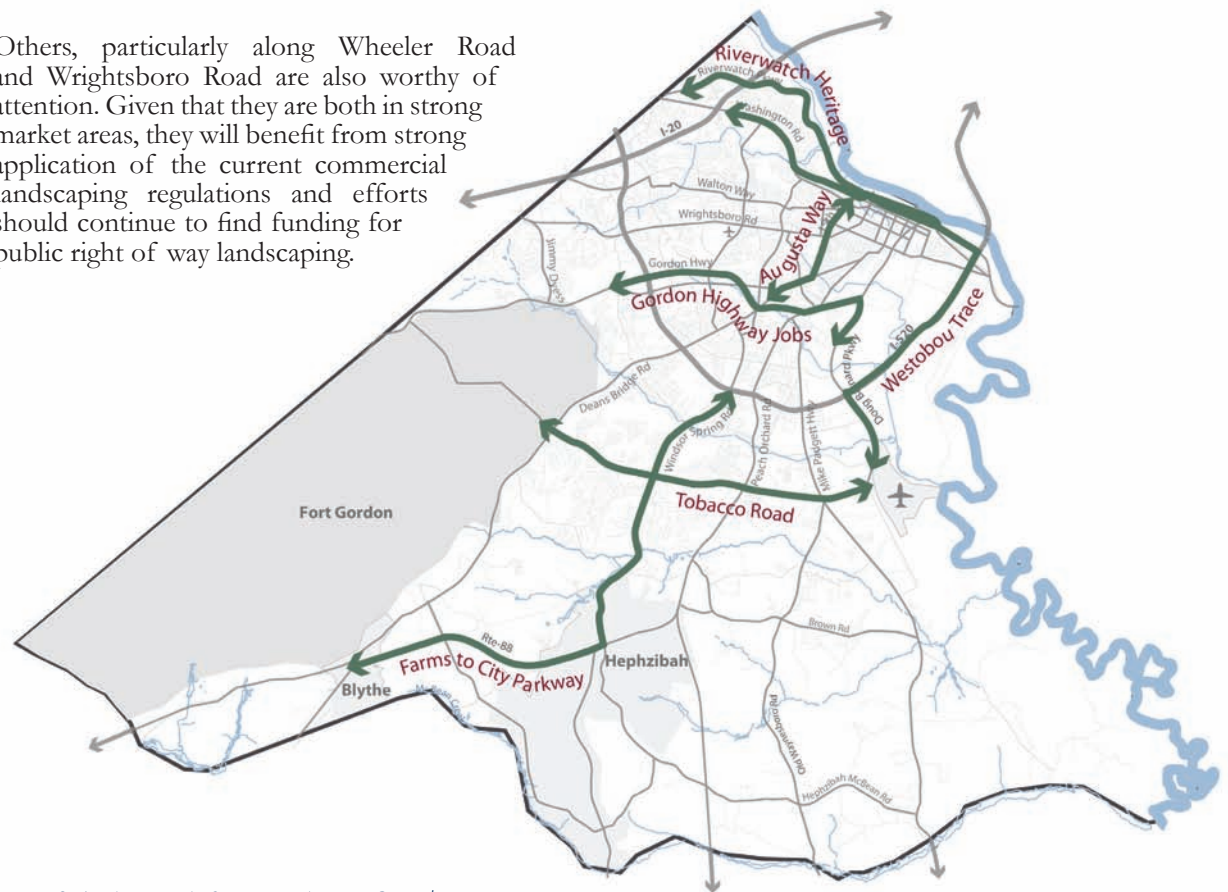 Others, particularly along Wheeler Road
and Wrightsboro Road are also worthy of
attention. Given that they are both in strong
market areas, they will benefit from strong
application of the current commercial
landscaping regulations and efforts
should continue to find funding for
public right of way landscaping.
Riverwatch Heritage
Riverwatch Pkwy
Washington Rd
I-20
Walton Way
Wrightsboro Rd
Augusta Way
Jimmy Dyess
Gordon Hwy
Gordon Highway Jobs
Westobou Trace
I-520
Doug Barnard Pkwy
Deans Bridge Rd
Windsor Spring Rd
Peach Orchard Rd
Mike Padgett Hwy
Tobacco Road
Fort Gordon
Brown Rd
Rte-88
Hephzibah
Farms to City Parkway
Blythe
McBean Creek
Old Waynesboro Rd
Hephzibah McBean Rd